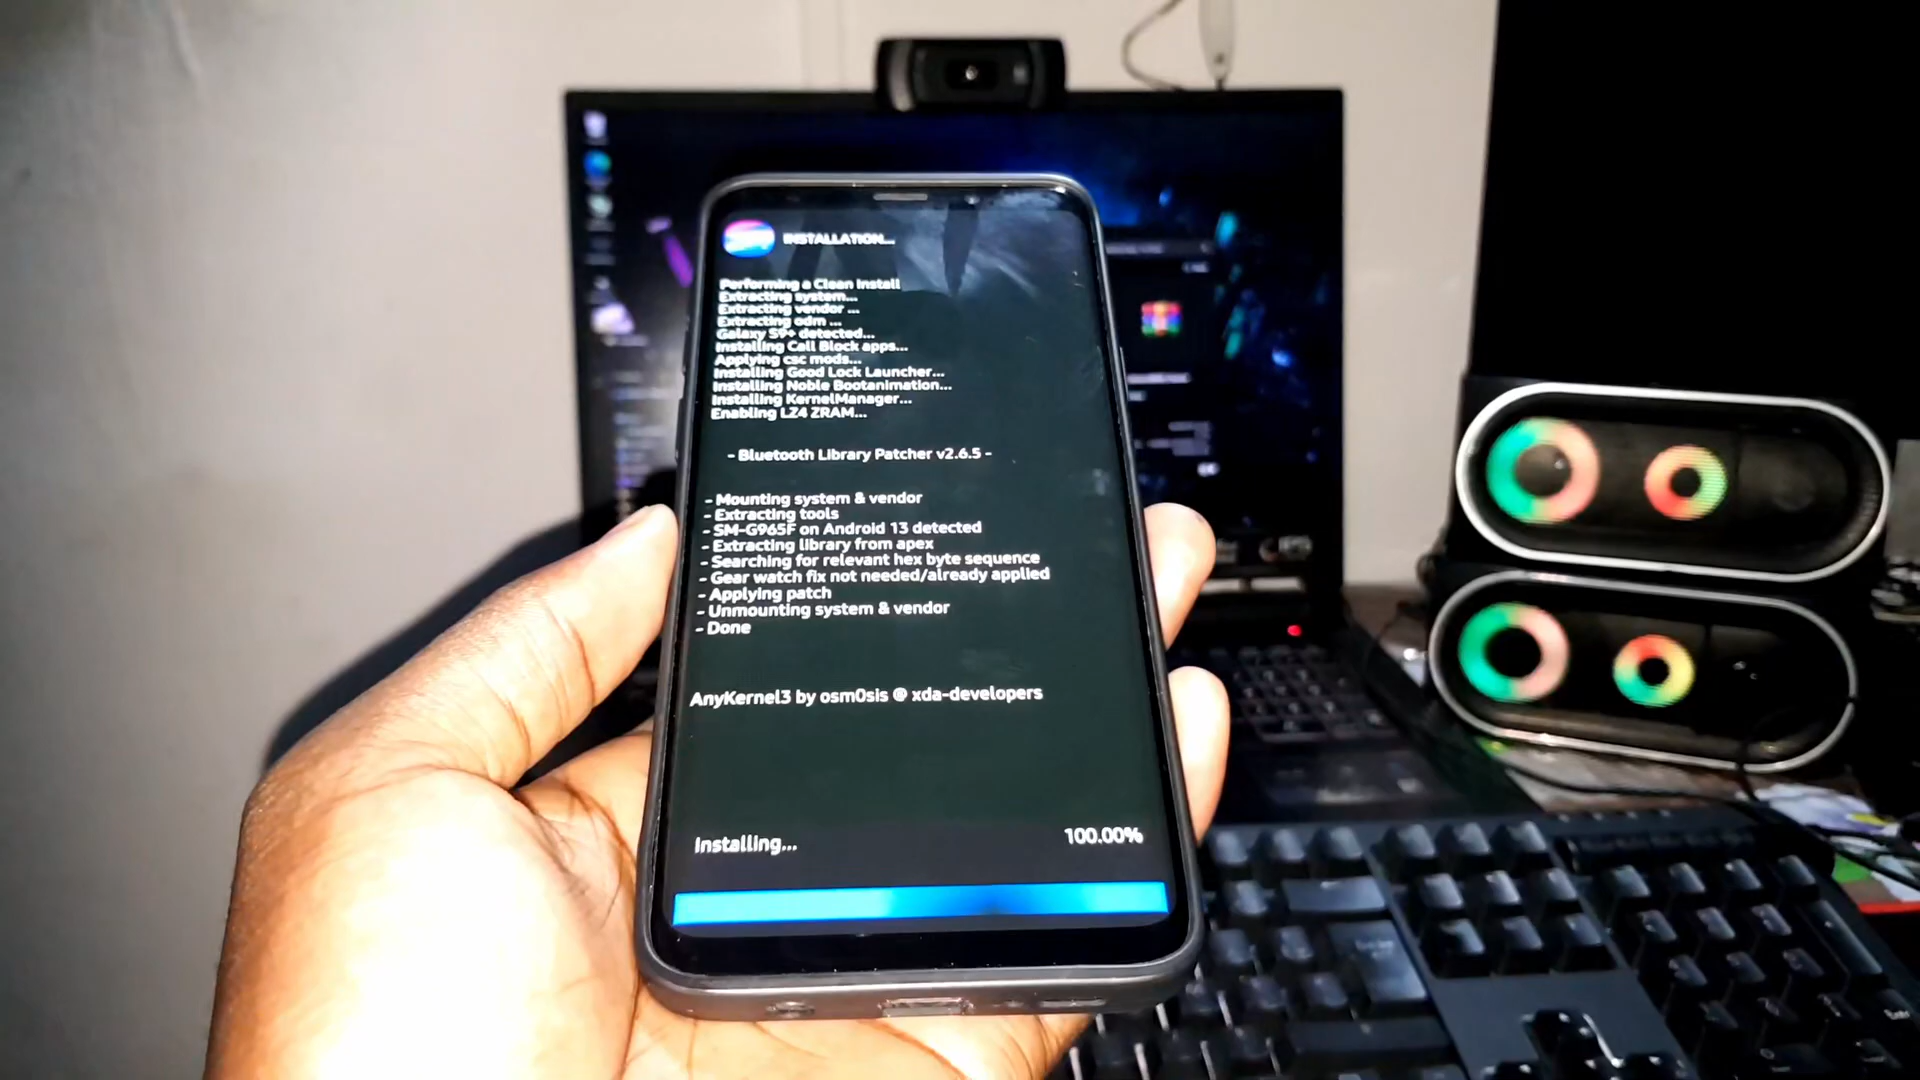 INSTALLATION...
Performing a Clean Install
Extracting system...
Extracting vendor ...
Extracting odm ...
Galaxy S9+ detected...
Installing Call Block apps...
Applying csc mods...
Installing Good Lock Launcher...
Installing Noble Bootanimation...
Installing KernelManager...
Enabling LZ4 ZRAM...
- Bluetooth Library Patcher v2.6.5 -
- Mounting system & vendor
- Extracting tools
- SM-G965F on Android 13 detected
- Extracting library from apex
- Searching for relevant hex byte sequence
- Gear watch fix not needed/already applied
- Applying patch
- Unmounting system & vendor
- Done
AnyKernel3 by osm0sis @ xda-developers
Installing... 100.00%